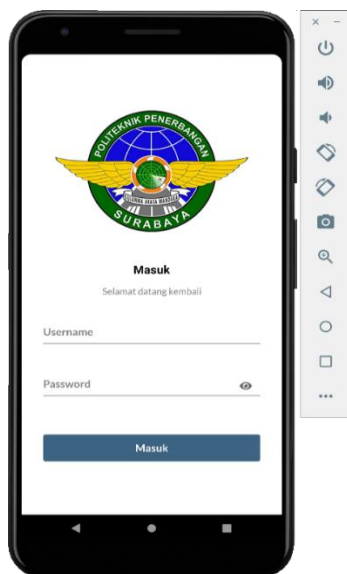 POLITEKNIK PENERBANGAN
SURABAYA
Masuk
Selamat datang kembali
Username
Password
Masuk